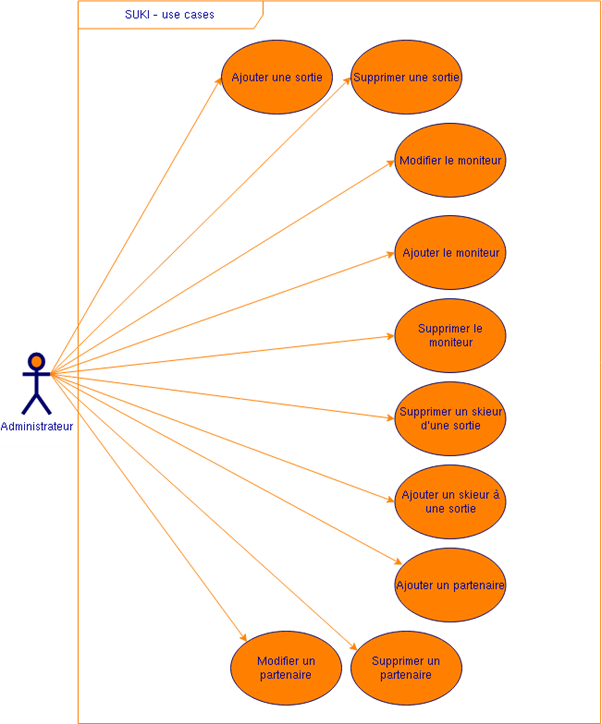 SUKI - use cases
Ajouter une sortie
Supprimer une sortie
Modifier le moniteur
Ajouter le moniteur
Supprimer le
moniteur
Administrateur
Supprimer un skieur
d'une sortie
Ajouter un skieur à
une sortie
Ajouter un partenaire
Modifier un
partenaire
Supprimer un
partenaire